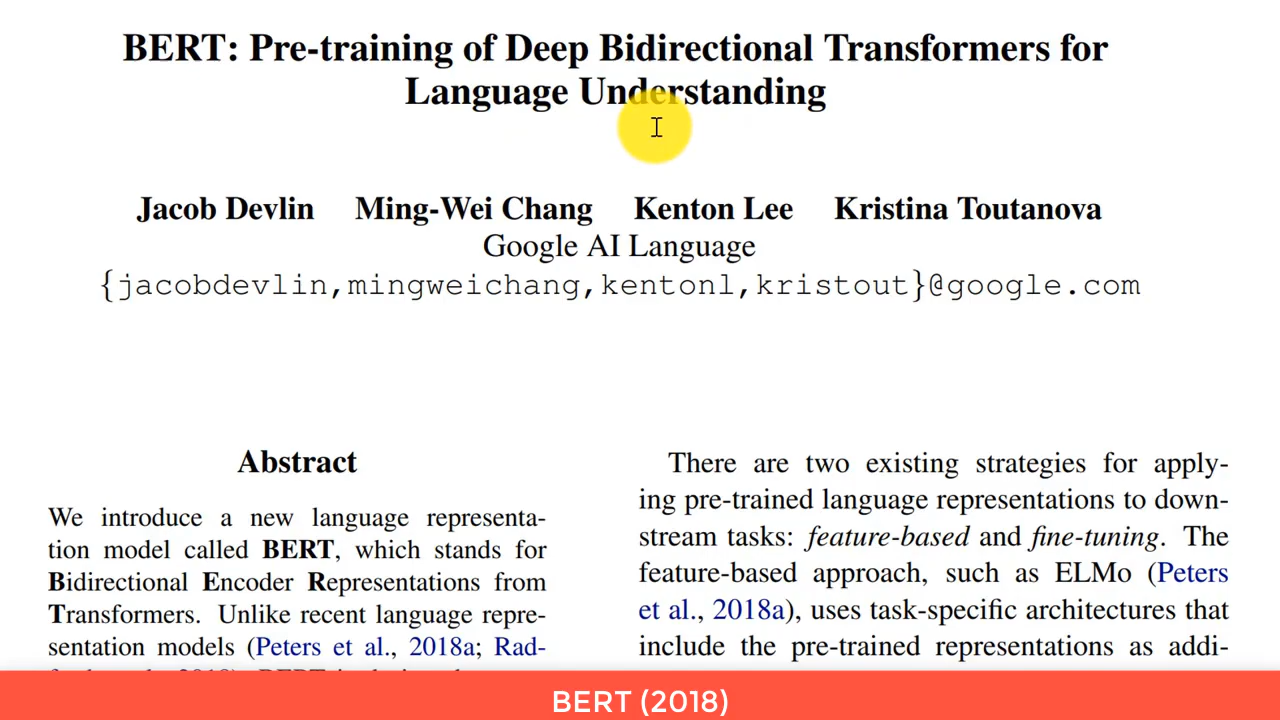 BERT: Pre-training of Deep Bidirectional Transformers for
Language Understanding
Jacob Devlin Ming-Wei Chang Kenton Lee Kristina Toutanova
Google AI Language
{jacobdevlin,mingweichang,kentonl,kristout}@google.com
Abstract
We introduce a new language representa-
tion model called BERT, which stands for
Bidirectional Encoder Representations from
Transformers. Unlike recent language repre-
sentation models (Peters et al., 2018a; Rad-
There are two existing strategies for apply-
ing pre-trained language representations to down-
stream tasks: feature-based and fine-tuning. The
feature-based approach, such as ELMo (Peters
et al., 2018a), uses task-specific architectures that
include the pre-trained representations as addi-
BERT (2018)